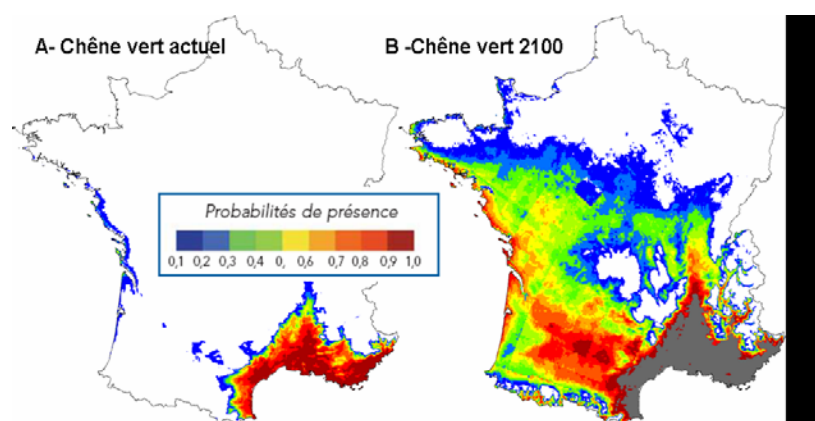 A- Chêne vert actuel
B -Chêne vert 2100
Probabilités de présence
0,1 0,2 0,3 0,4 0, 0,6 0,7 0,8 0,9 1,0